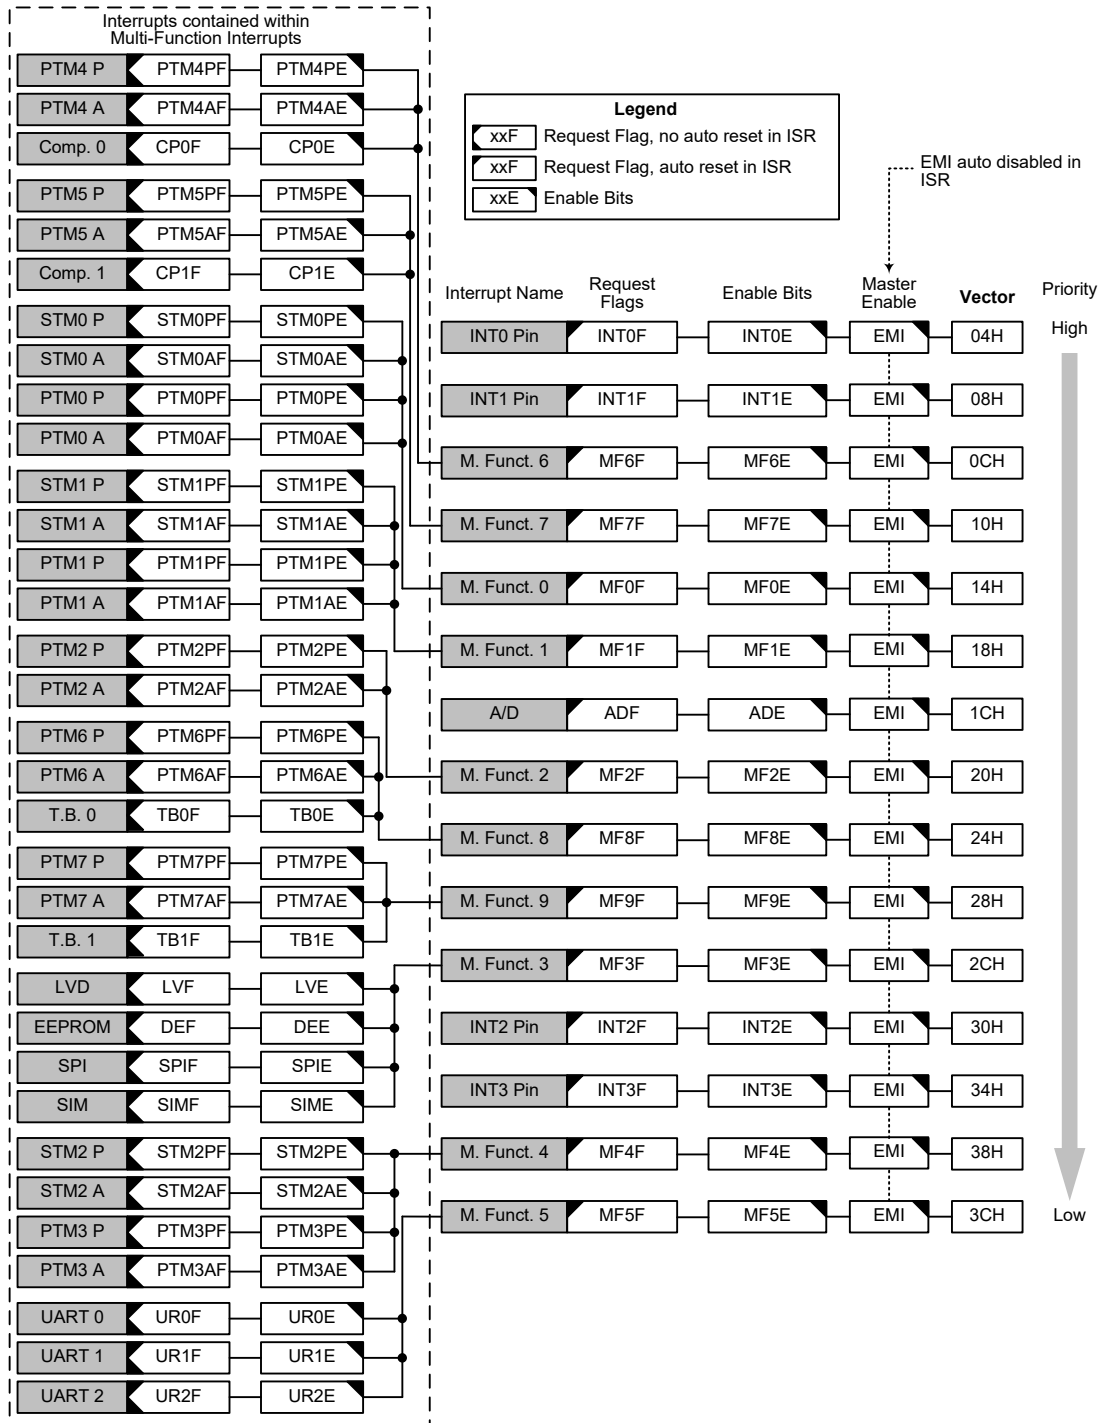 Interrupts contained within
Multi-Function Interrupts
PTM4 P PTM4PF PTM4PE
PTM4 A PTM4AF PTM4AE
Comp. 0 CP0F CP0E
PTM5 P PTM5PF PTM5PE
PTM5 A PTM5AF PTM5AE
Comp. 1 CP1F CP1E
STM0 P STM0PF STM0PE
STM0 A STM0AF STM0AE
PTM0 P PTM0PF PTM0PE
PTM0 A PTM0AF PTM0AE
STM1 P STM1PF STM1PE
STM1 A STM1AF STM1AE
PTM1 P PTM1PF PTM1PE
PTM1 A PTM1AF PTM1AE
PTM2 P PTM2PF PTM2PE
PTM2 A PTM2AF PTM2AE
PTM6 P PTM6PF PTM6PE
PTM6 A PTM6AF PTM6AE
T.B. 0 TB0F TB0E
PTM7 P PTM7PF PTM7PE
PTM7 A PTM7AF PTM7AE
T.B. 1 TB1F TB1E
LVD LVF LVE
EEPROM DEF DEE
SPI SPIF SPIE
SIM SIMF SIME
STM2 P STM2PF STM2PE
STM2 A STM2AF STM2AE
PTM3 P PTM3PF PTM3PE
PTM3 A PTM3AF PTM3AE
UART 0 UR0F UR0E
UART 1 UR1F UR1E
UART 2 UR2F UR2E
Legend
xxF Request Flag, no auto reset in ISR
xxF Request Flag, auto reset in ISR
xxE Enable Bits
EMI auto disabled in
ISR
Interrupt Name Request Flags Enable Bits Master Enable Vector Priority
INT0 Pin INT0F INT0E EMI 04H High
INT1 Pin INT1F INT1E EMI 08H
M. Funct. 6 MF6F MF6E EMI 0CH
M. Funct. 7 MF7F MF7E EMI 10H
M. Funct. 0 MF0F MF0E EMI 14H
M. Funct. 1 MF1F MF1E EMI 18H
A/D ADF ADE EMI 1CH
M. Funct. 2 MF2F MF2E EMI 20H
M. Funct. 8 MF8F MF8E EMI 24H
M. Funct. 9 MF9F MF9E EMI 28H
M. Funct. 3 MF3F MF3E EMI 2CH
INT2 Pin INT2F INT2E EMI 30H
INT3 Pin INT3F INT3E EMI 34H
M. Funct. 4 MF4F MF4E EMI 38H
M. Funct. 5 MF5F MF5E EMI 3CH Low